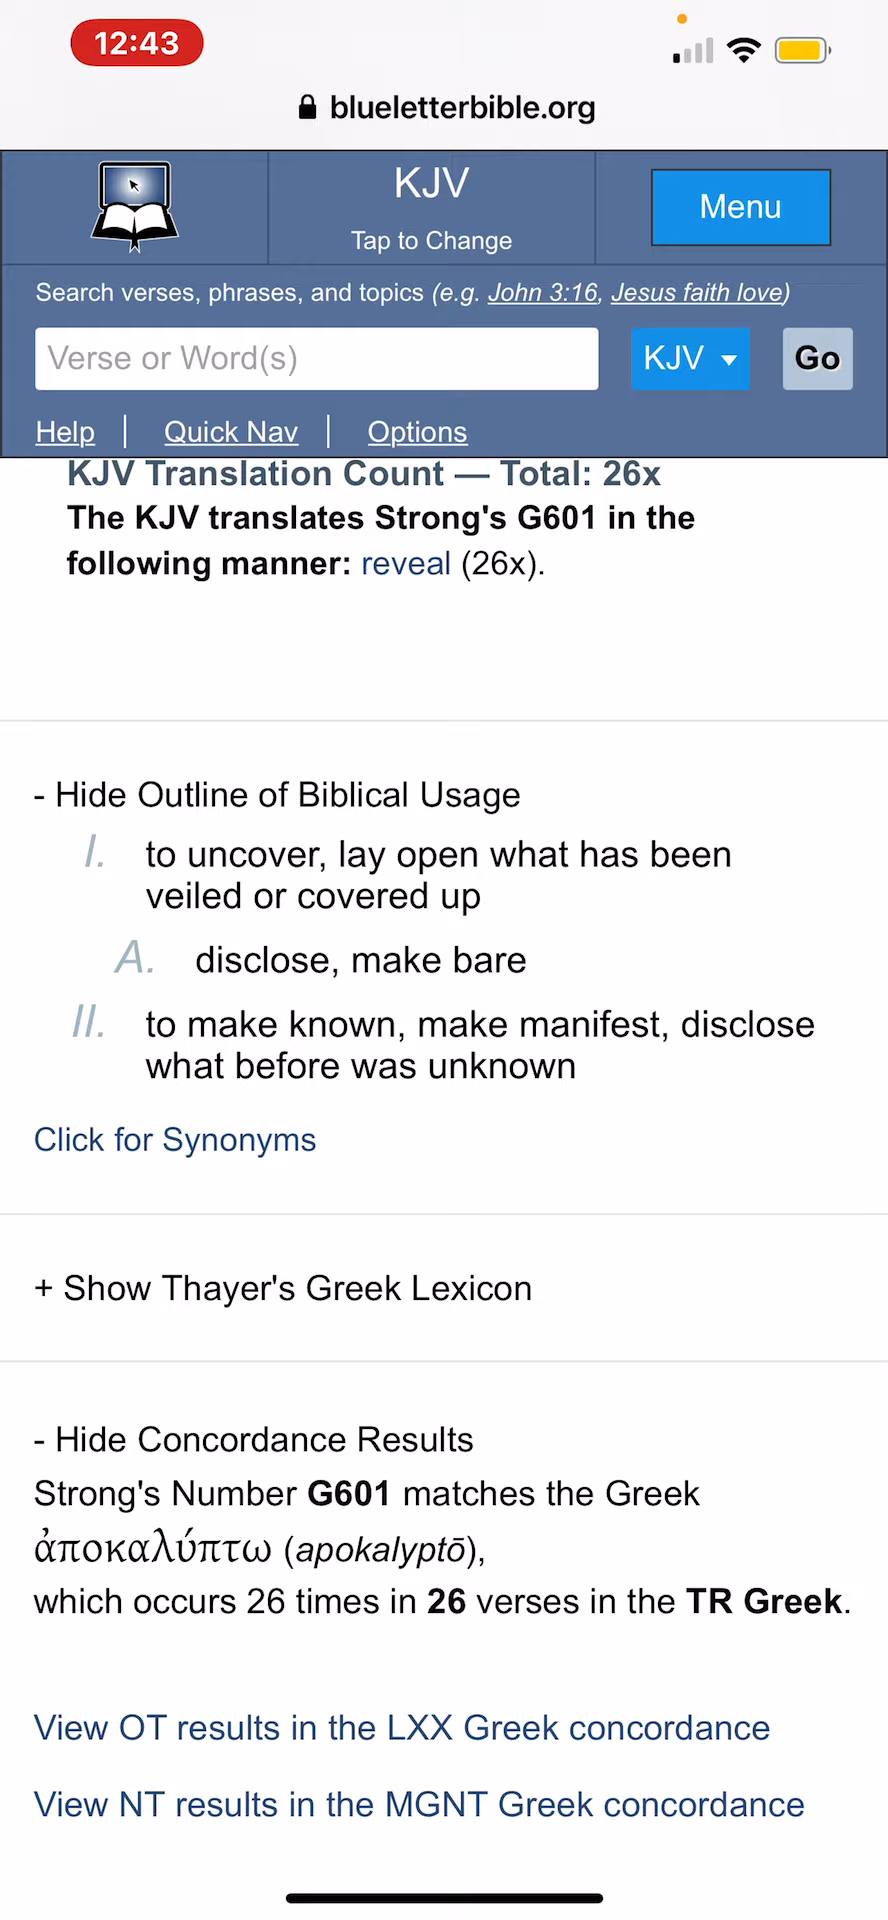 12:43
blueletterbible.org
KJV
Tap to Change
Menu
Search verses, phrases, and topics (e.g. John 3:16, Jesus faith love)
Verse or Word(s)
KJV
Go
Help | Quick Nav | Options
KJV Translation Count — Total: 26x
The KJV translates Strong's G601 in the
following manner: reveal (26x).
- Hide Outline of Biblical Usage
I. to uncover, lay open what has been
veiled or covered up
A. disclose, make bare
II. to make known, make manifest, disclose
what before was unknown
Click for Synonyms
+ Show Thayer's Greek Lexicon
- Hide Concordance Results
Strong's Number G601 matches the Greek
ἀποκαλύπτω (apokalyptō),
which occurs 26 times in 26 verses in the TR Greek.
View OT results in the LXX Greek concordance
View NT results in the MGNT Greek concordance